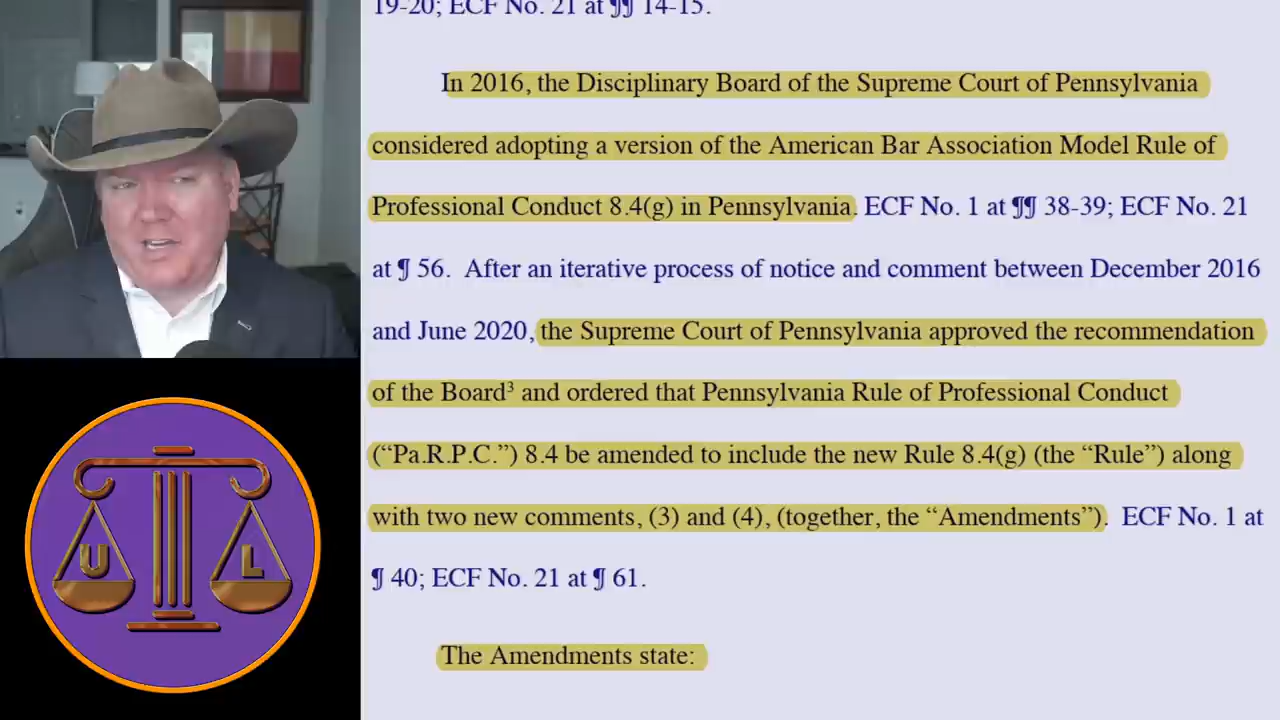 19-20; ECF No. 21 at ¶¶ 14-15.
In 2016, the Disciplinary Board of the Supreme Court of Pennsylvania
considered adopting a version of the American Bar Association Model Rule of
Professional Conduct 8.4(g) in Pennsylvania. ECF No. 1 at ¶¶ 38-39; ECF No. 21
at ¶ 56. After an iterative process of notice and comment between December 2016
and June 2020, the Supreme Court of Pennsylvania approved the recommendation
of the Board³ and ordered that Pennsylvania Rule of Professional Conduct
(“Pa.R.P.C.”) 8.4 be amended to include the new Rule 8.4(g) (the “Rule”) along
with two new comments, (3) and (4), (together, the “Amendments”). ECF No. 1 at
¶ 40; ECF No. 21 at ¶ 61.
The Amendments state:
U L